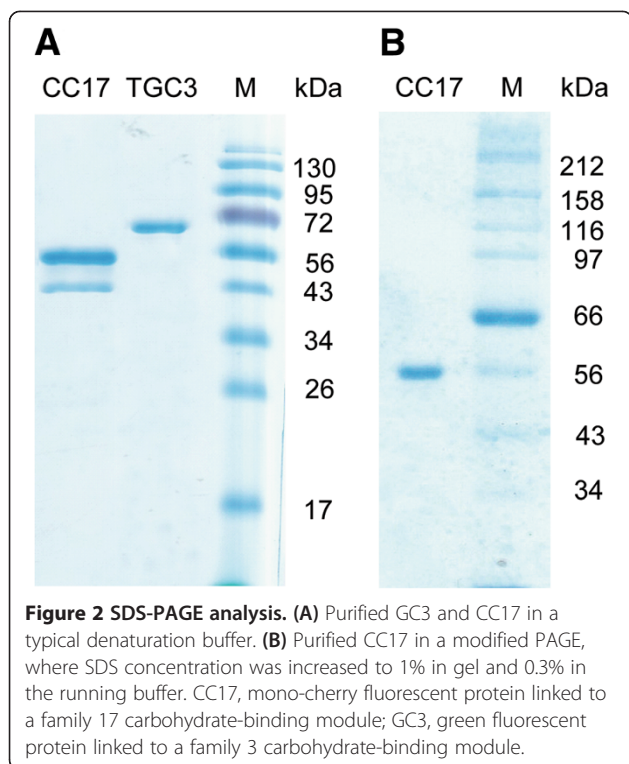 A
CC17 TGC3 M kDa
130
95
72
56
43
34
26
17
B
CC17 M kDa
212
158
116
97
66
56
43
34
Figure 2 SDS-PAGE analysis. (A) Purified GC3 and CC17 in a
typical denaturation buffer. (B) Purified CC17 in a modified PAGE,
where SDS concentration was increased to 1% in gel and 0.3% in
the running buffer. CC17, mono-cherry fluorescent protein linked to
a family 17 carbohydrate-binding module; GC3, green fluorescent
protein linked to a family 3 carbohydrate-binding module.